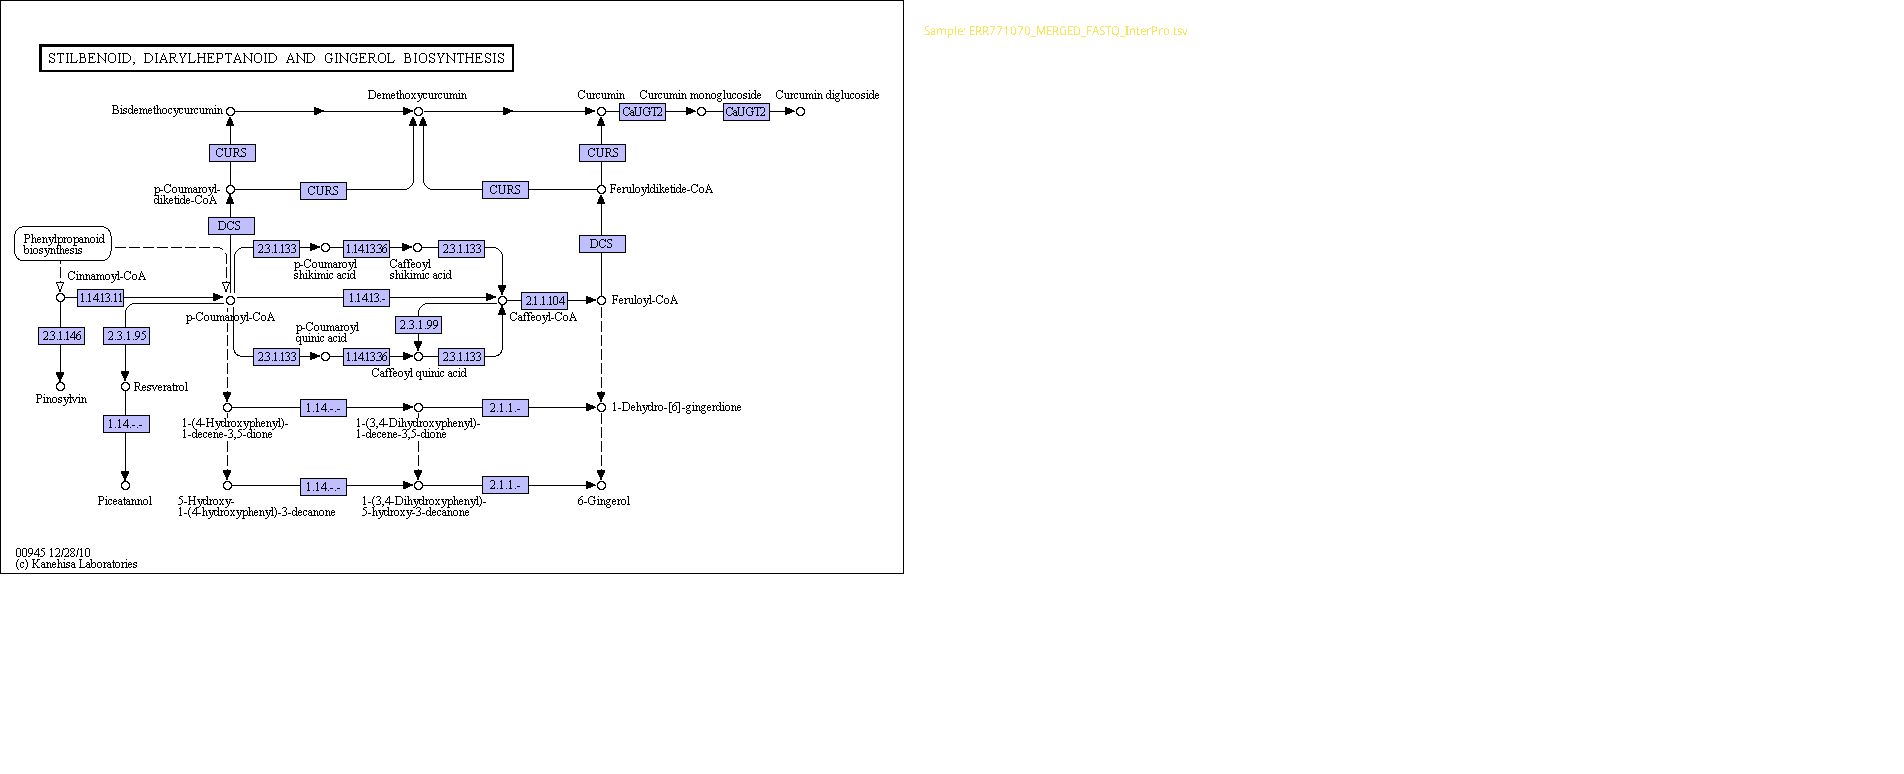 Sample: ERR771070_MERGED_FASTQ_InterPro.tsv
STILBENOID, DIARYLHEPTANOID AND GINGEROL BIOSYNTHESIS
Demethoxycurcumin
Curcumin
Curcumin monoglucoside
Curcumin diglucoside
Bisdemethocycurcumin
CaUGT2
CaUGT2
CURS
CURS
p-Coumaroyl-
diketide-CoA
CURS
CURS
Feruloyldiketide-CoA
DCS
DCS
Phenylpropanoid
biosynthesis
2.3.1.133
1.14.13.36
2.3.1.133
p-Coumaroyl
shikimic acid
Caffeoyl
shikimic acid
Cinnamoyl-CoA
1.14.13.11
1.14.13.-
2.1.1.104
Feruloyl-CoA
p-Coumaroyl-CoA
Caffeoyl-CoA
2.3.1.146
2.3.1.95
p-Coumaroyl
quinic acid
2.3.1.99
2.3.1.133
1.14.13.36
2.3.1.133
Caffeoyl quinic acid
Pinosylvin
Resveratrol
1.14.-.-
1.14.-.-
2.1.1.-
1-Dehydro-[6]-gingerdione
1-(4-Hydroxyphenyl)-
1-decene-3,5-dione
1-(3,4-Dihydroxyphenyl)-
1-decene-3,5-dione
1.14.-.-
2.1.1.-
Piceatannol
5-Hydroxy-
1-(4-hydroxyphenyl)-3-decanone
1-(3,4-Dihydroxyphenyl)-
5-hydroxy-3-decanone
6-Gingerol
00945 12/28/10
(c) Kanehisa Laboratories